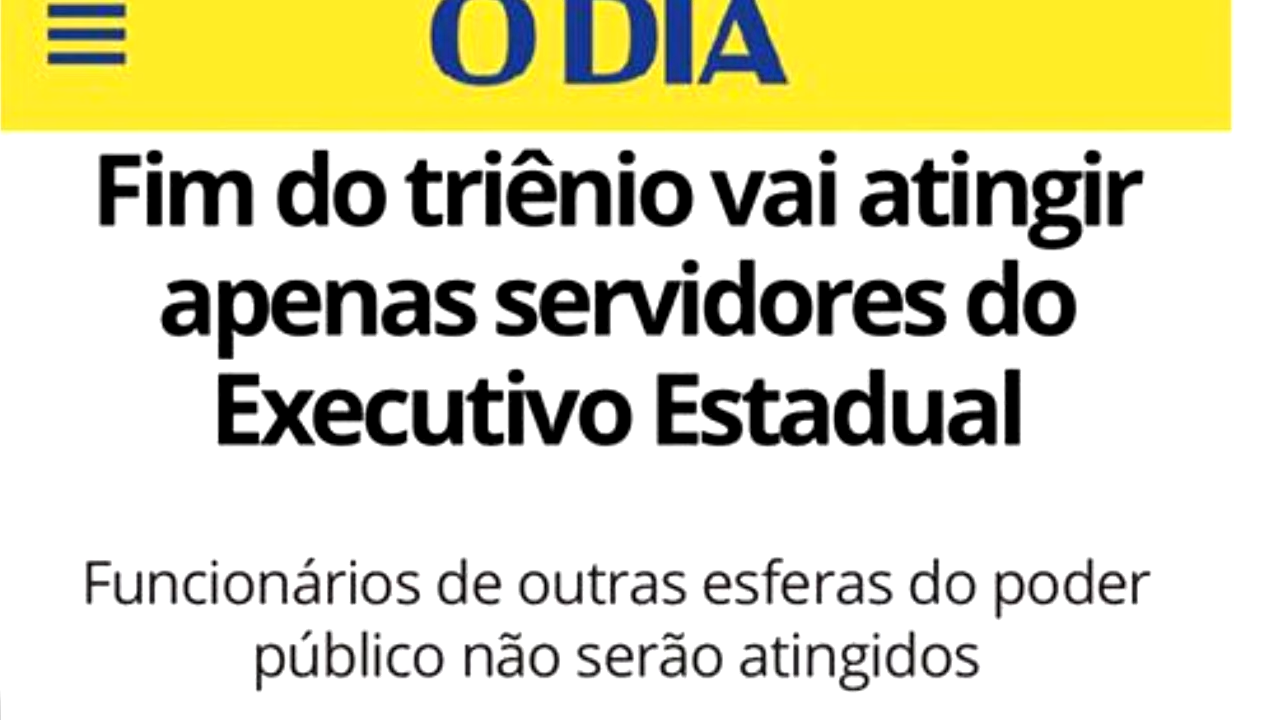 O DIA
Fim do triênio vai atingir
apenas servidores do
Executivo Estadual
Funcionários de outras esferas do poder
público não serão atingidos